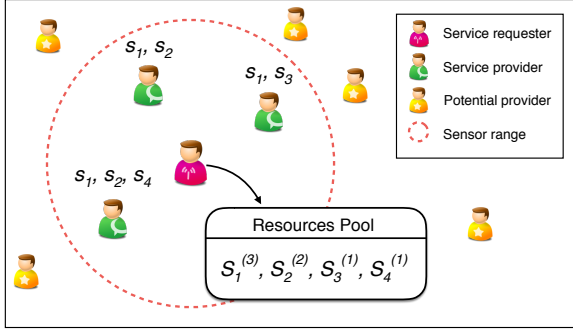 s₁, s₂
s₁, s₃
s₁, s₂, s₄
Service requester
Service provider
Potential provider
Sensor range
Resources Pool
S₁⁽³⁾, S₂⁽²⁾, S₃⁽¹⁾, S₄⁽¹⁾